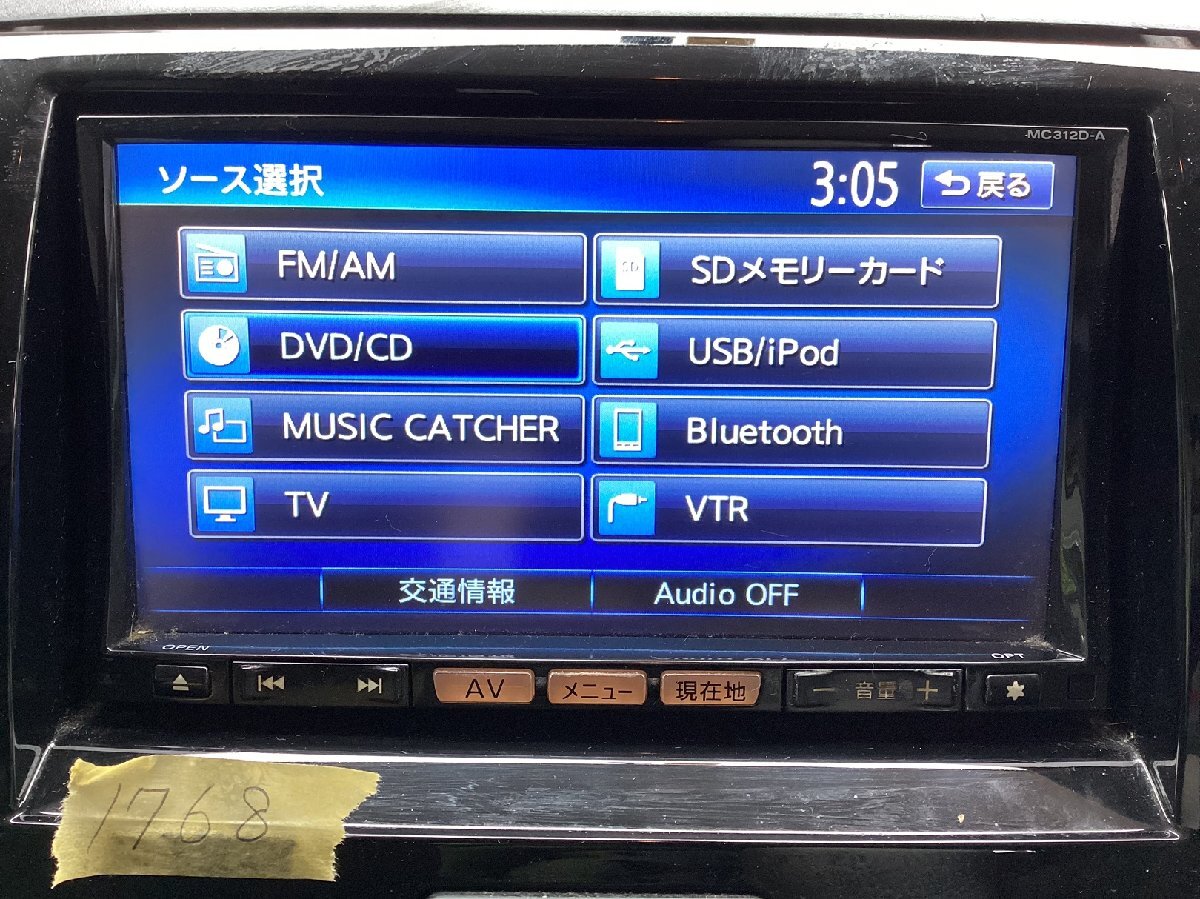 MC312D-A
ソース選択 3:05 戻る
FM/AM
SD SDメモリーカード
DVD/CD
USB/iPod
MUSIC CATCHER
Bluetooth
TV
VTR
交通情報 Audio OFF
OPEN OPT
AV メニュー 現在地 － 音量 ＋
1768